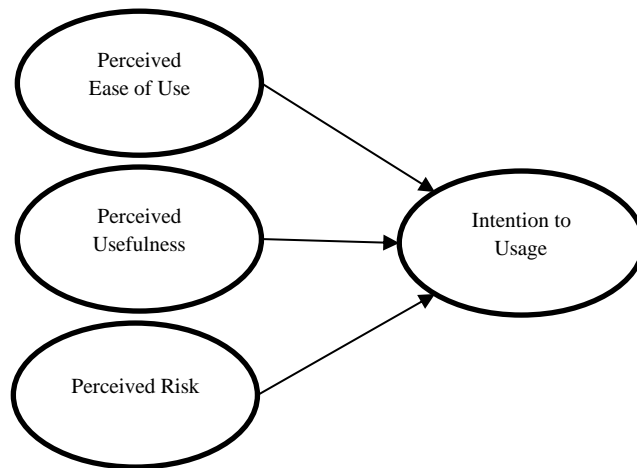 Perceived
Ease of Use
Perceived
Usefulness
Intention to
Usage
Perceived Risk